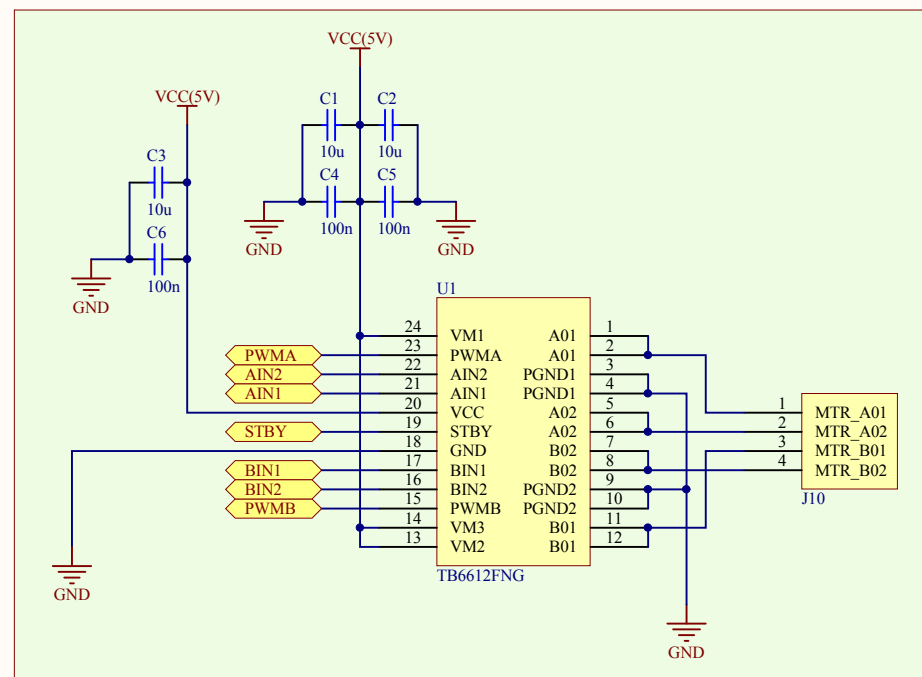 VCC(5V)
VCC(5V)
C1
C2
10u
10u
C4
C5
100n
100n
GND
GND
C3
10u
C6
100n
GND
U1
24 VM1 A01 1
PWMA 23 PWMA A01 2
AIN2 22 AIN2 PGND1 3
AIN1 21 AIN1 PGND1 4
20 VCC A02 5
STBY 19 STBY A02 6
18 GND B02 7
BIN1 17 BIN1 B02 8
BIN2 16 BIN2 PGND2 9
PWMB 15 PWMB PGND2 10
14 VM3 B01 11
13 VM2 B01 12
TB6612FNG
1 MTR_A01
2 MTR_A02
3 MTR_B01
4 MTR_B02
J10
GND
GND